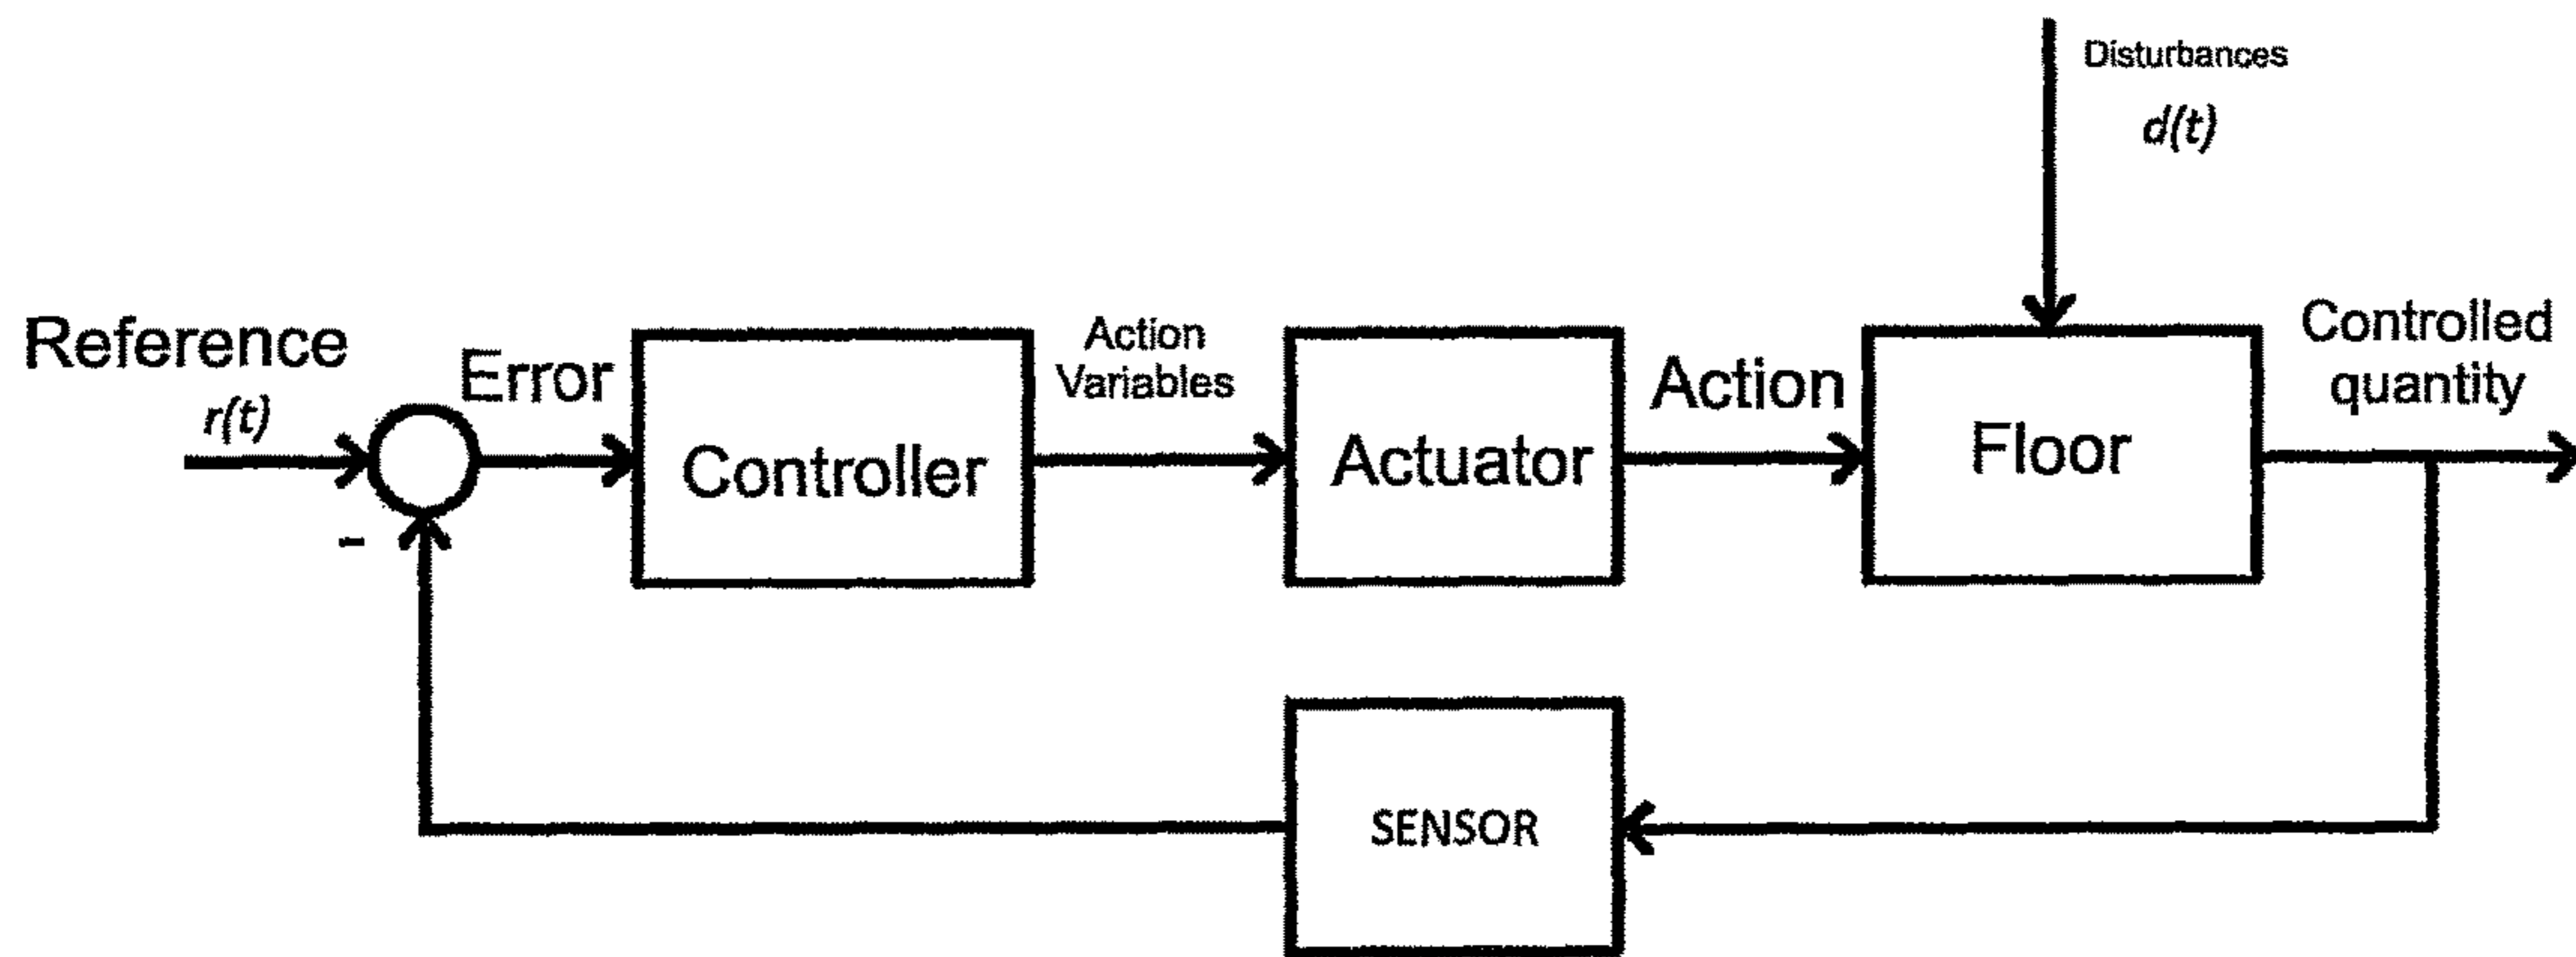 Disturbances
d(t)
Reference
r(t)
Error
-
Controller
Action
Variables
Actuator
Action
Floor
Controlled
quantity
SENSOR